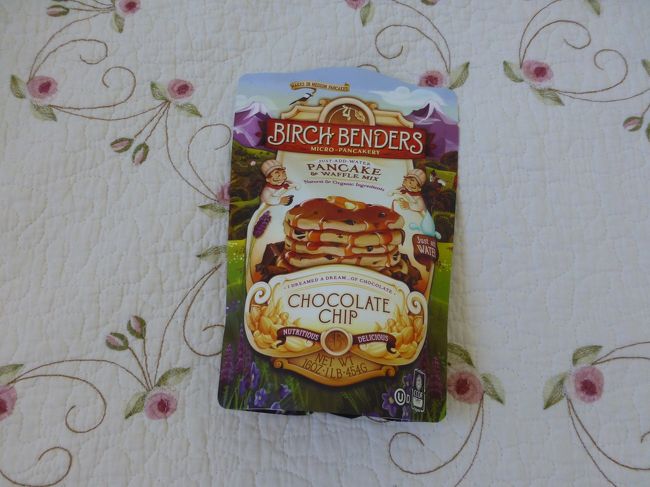 BIRCH BENDERS
MICRO-PANCAKERY
JUST-ADD-WATER
PANCAKE
& WAFFLE MIX
Natural & Organic Ingredients
Just add
WATER
I DREAMED A DREAM...OF CHOCOLATE
CHOCOLATE
CHIP
NUTRITIOUS DELICIOUS
NET WT
16OZ·1LB·454G
U D